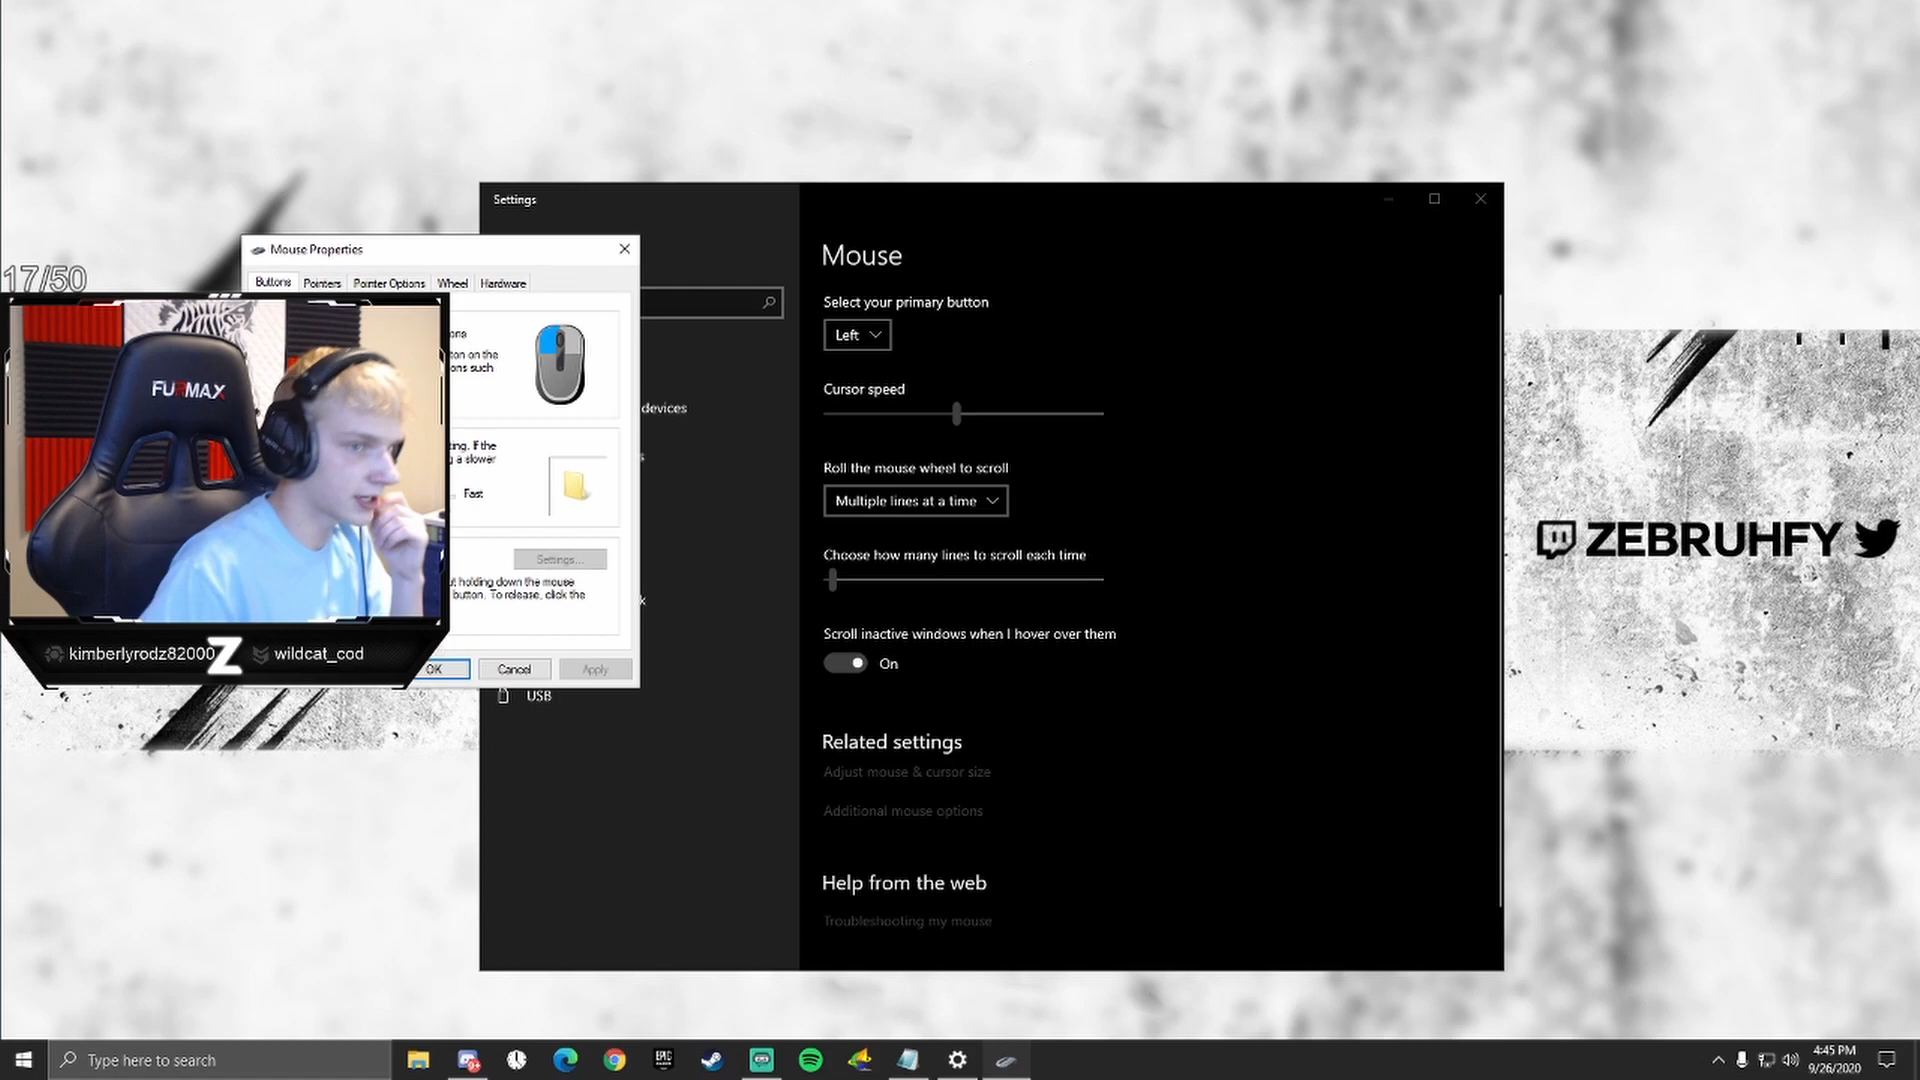 Settings
Mouse Properties
Buttons
Pointers
Pointer Options
Wheel
Hardware
17/50
FURMAX
ons
ton on the
ons such
ting. If the
g a slower
Fast
Settings...
ut holding down the mouse
button. To release, click the
OK
Cancel
Apply
kimberlyrodz82000
Z
wildcat_cod
devices
s
k
USB
Mouse
Select your primary button
Left
Cursor speed
Roll the mouse wheel to scroll
Multiple lines at a time
Choose how many lines to scroll each time
Scroll inactive windows when I hover over them
On
Related settings
Adjust mouse & cursor size
Additional mouse options
Help from the web
Troubleshooting my mouse
ZEBRUHFY
Type here to search
EPIC
4:45 PM
9/26/2020